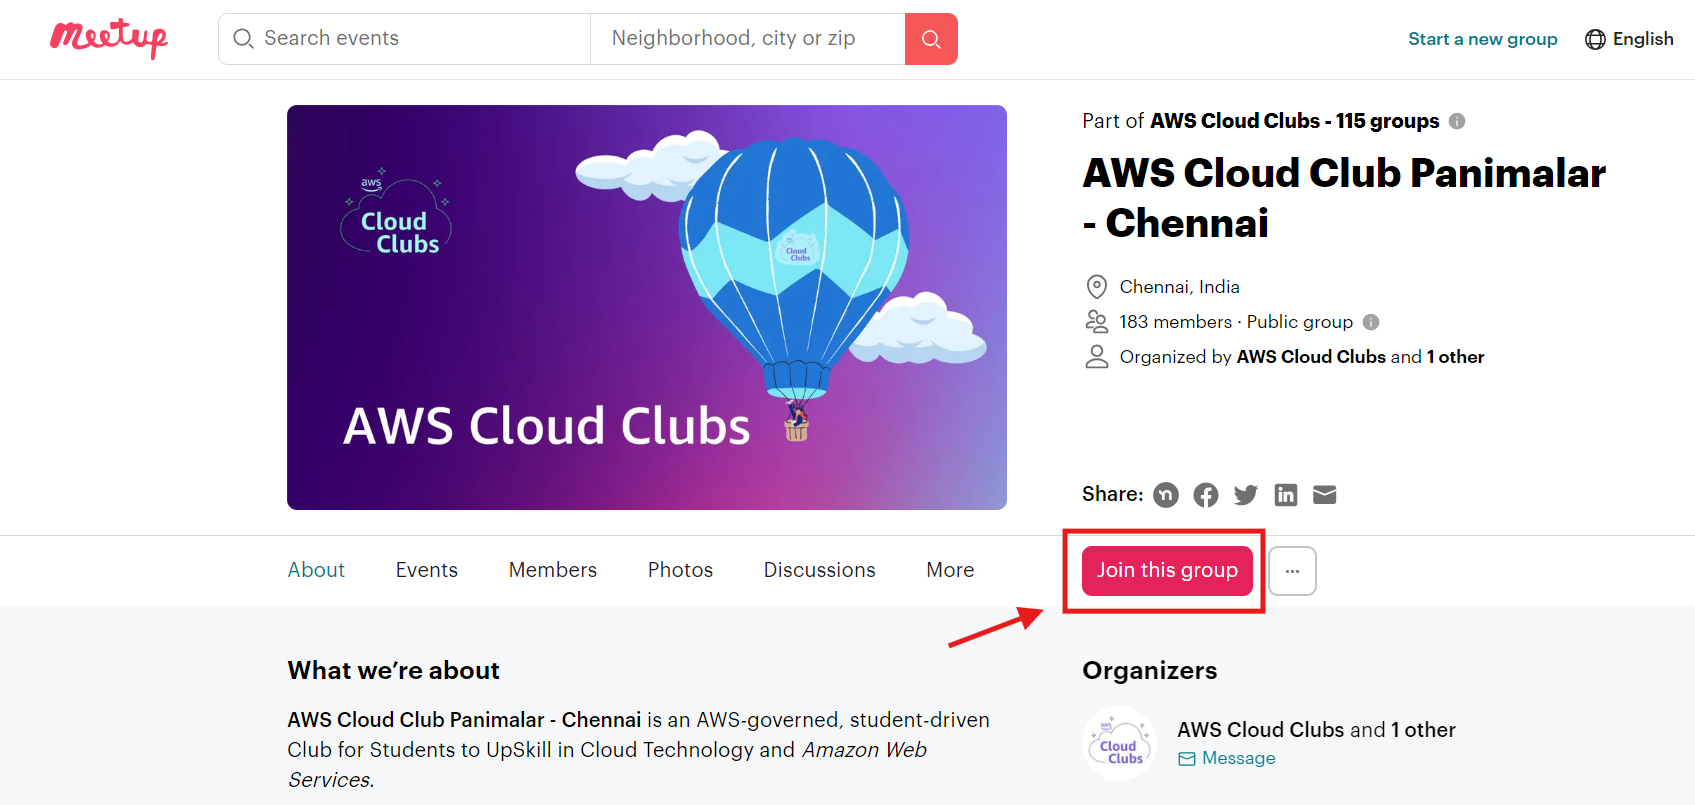 Meetup
Search events
Neighborhood, city or zip
Start a new group
English
aws
Cloud
Clubs
Cloud
Clubs
AWS Cloud Clubs
Part of AWS Cloud Clubs - 115 groups
AWS Cloud Club Panimalar
- Chennai
Chennai, India
183 members · Public group
Organized by AWS Cloud Clubs and 1 other
Share:
in
About
Events
Members
Photos
Discussions
More
Join this group
...
What we’re about
AWS Cloud Club Panimalar - Chennai is an AWS-governed, student-driven
Club for Students to UpSkill in Cloud Technology and Amazon Web
Services.
Organizers
aws
Cloud
Clubs
AWS Cloud Clubs and 1 other
Message